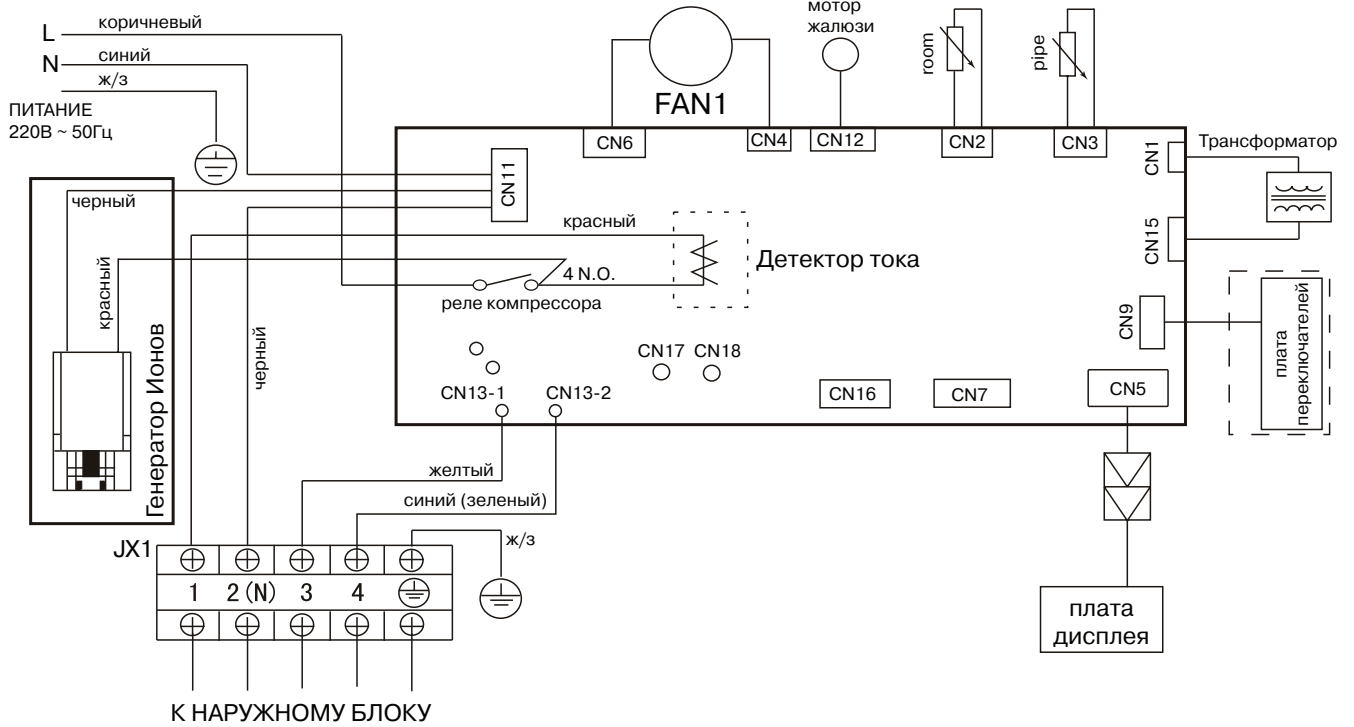 L
коричневый
N
синий
ж/з
ПИТАНИЕ
220В ~ 50Гц
FAN1
мотор
жалюзи
room
pipe
CN6
CN4
CN12
CN2
CN3
CN1
Трансформатор
CN11
CN15
черный
красный
Детектор тока
4 N.O.
реле компрессора
красный
черный
Генератор Ионов
CN9
плата
переключателей
CN17
CN18
CN13-1
CN13-2
CN16
CN7
CN5
желтый
синий (зеленый)
ж/з
JX1
1
2 (N)
3
4
плата
дисплея
К НАРУЖНОМУ БЛОКУ